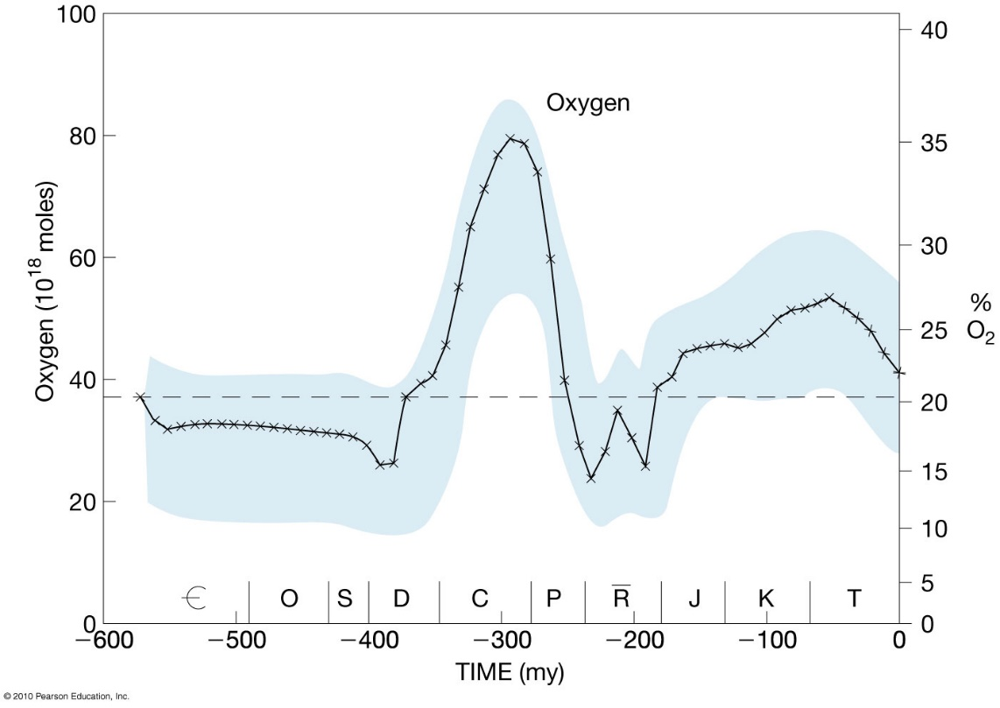 100
80
60
40
20
0
Oxygen (10¹⁸ moles)
Oxygen
40
35
30
25
20
15
10
5
0
%
O₂
Є O S D C P R̄ J K T
−600 −500 −400 −300 −200 −100 0
TIME (my)
© 2010 Pearson Education, Inc.